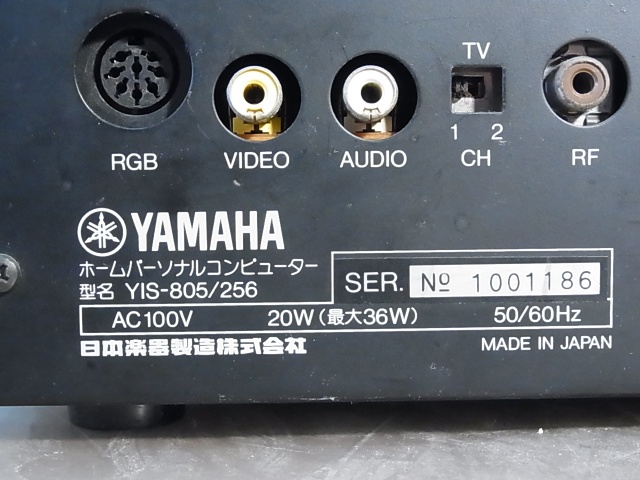 TV
1 2
RGB VIDEO AUDIO CH RF
YAMAHA
ホームパーソナルコンピューター
型名 YIS-805/256
SER. № 1001186
AC100V 20W (最大36W) 50/60Hz
日本楽器製造株式会社 MADE IN JAPAN